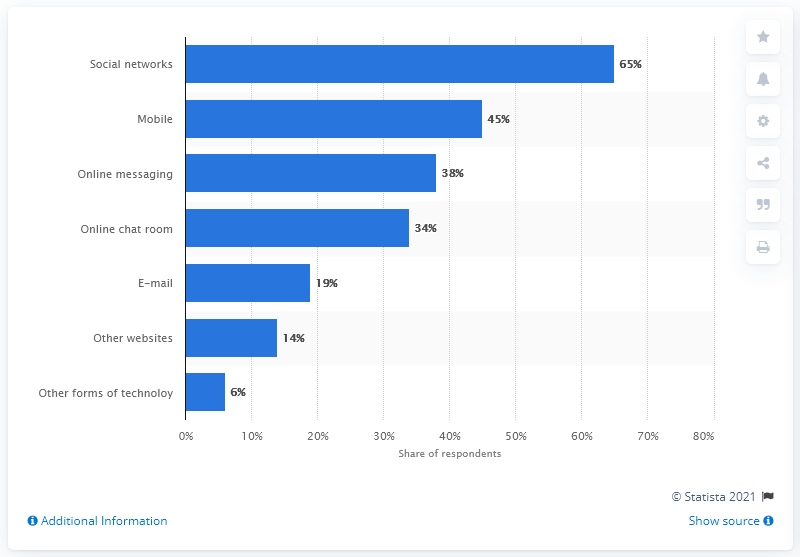 Social networks 65%
Mobile 45%
Online messaging 38%
Online chat room 34%
E-mail 19%
Other websites 14%
Other forms of technoloy 6%
0% 10% 20% 30% 40% 50% 60% 70% 80%
Share of respondents
© Statista 2021
Additional Information Show source